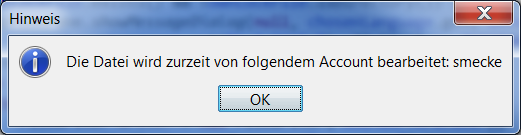 Hinweis
Die Datei wird zurzeit von folgendem Account bearbeitet: smecke
OK